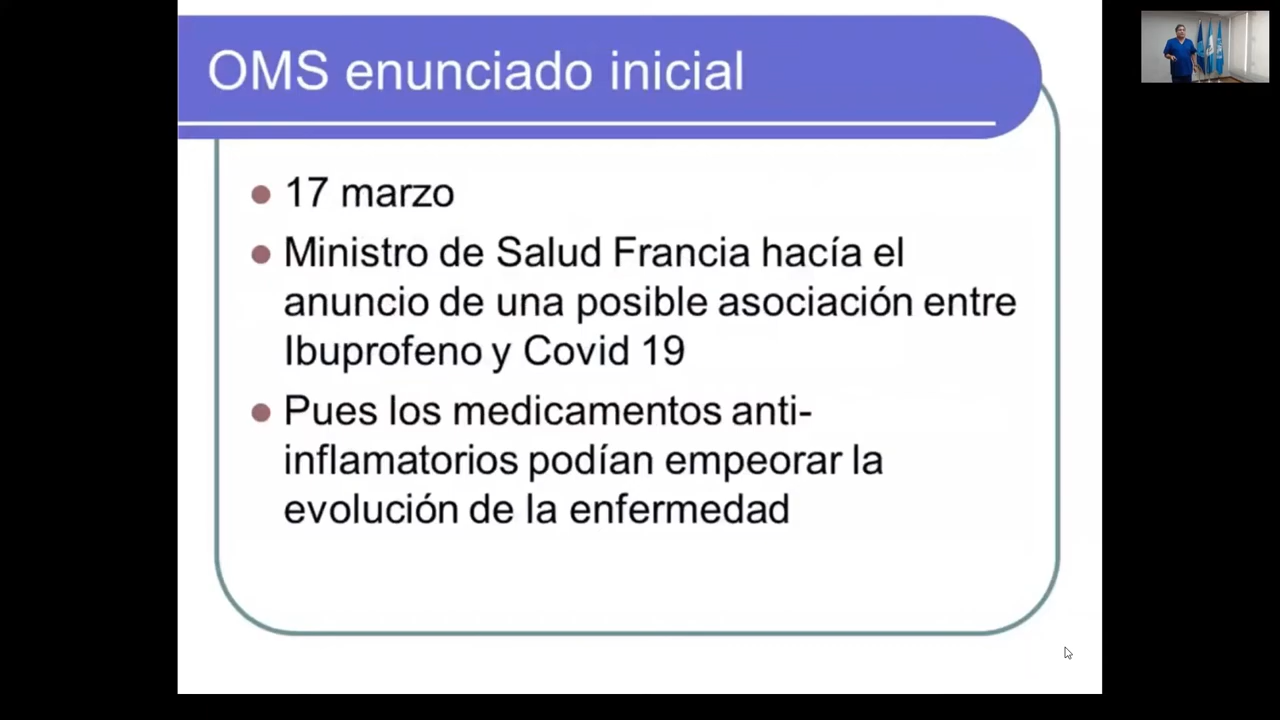 OMS enunciado inicial
17 marzo
Ministro de Salud Francia hacía el
anuncio de una posible asociación entre
Ibuprofeno y Covid 19
Pues los medicamentos anti-
inflamatorios podían empeorar la
evolución de la enfermedad